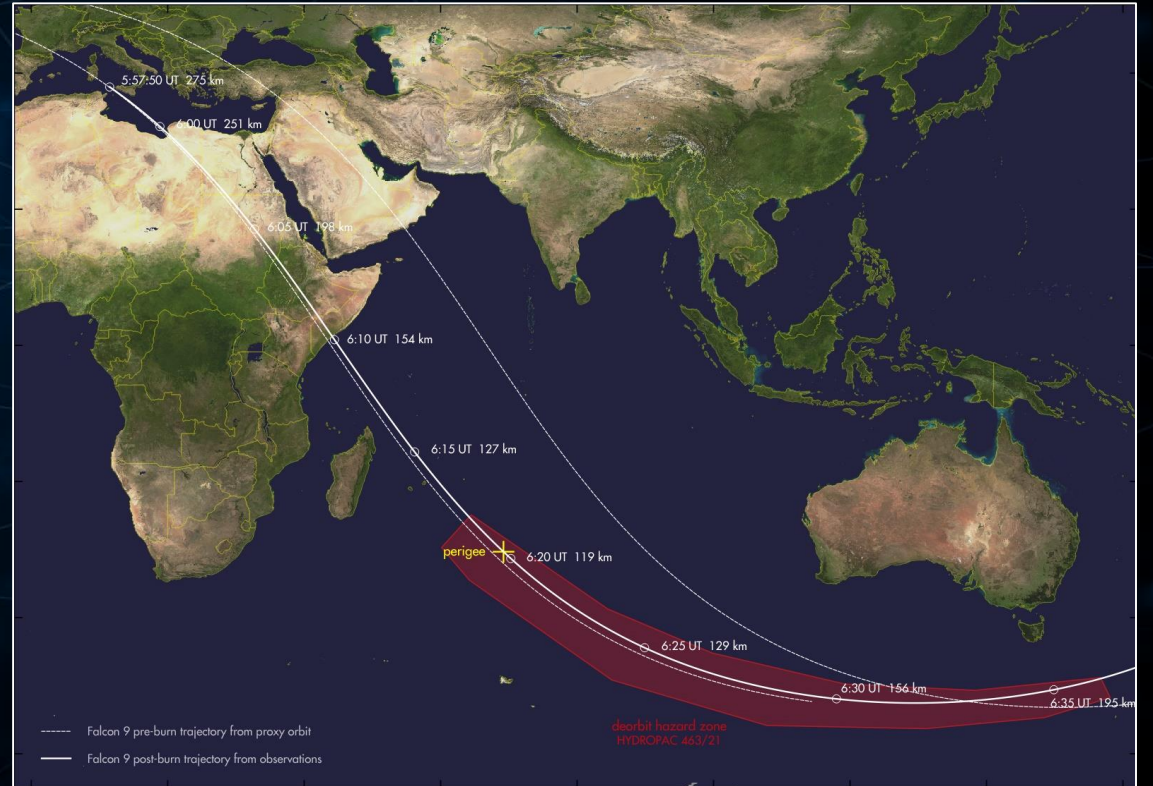 5:57:50 UT 275 km
6:00 UT 251 km
6:05 UT 198 km
6:10 UT 154 km
6:15 UT 127 km
perigee
6:20 UT 119 km
6:25 UT 129 km
6:30 UT 156 km
6:35 UT 195 km
deorbit hazard zone
HYDROPAC 463/21
Falcon 9 pre-burn trajectory from proxy orbit
Falcon 9 post-burn trajectory from observations